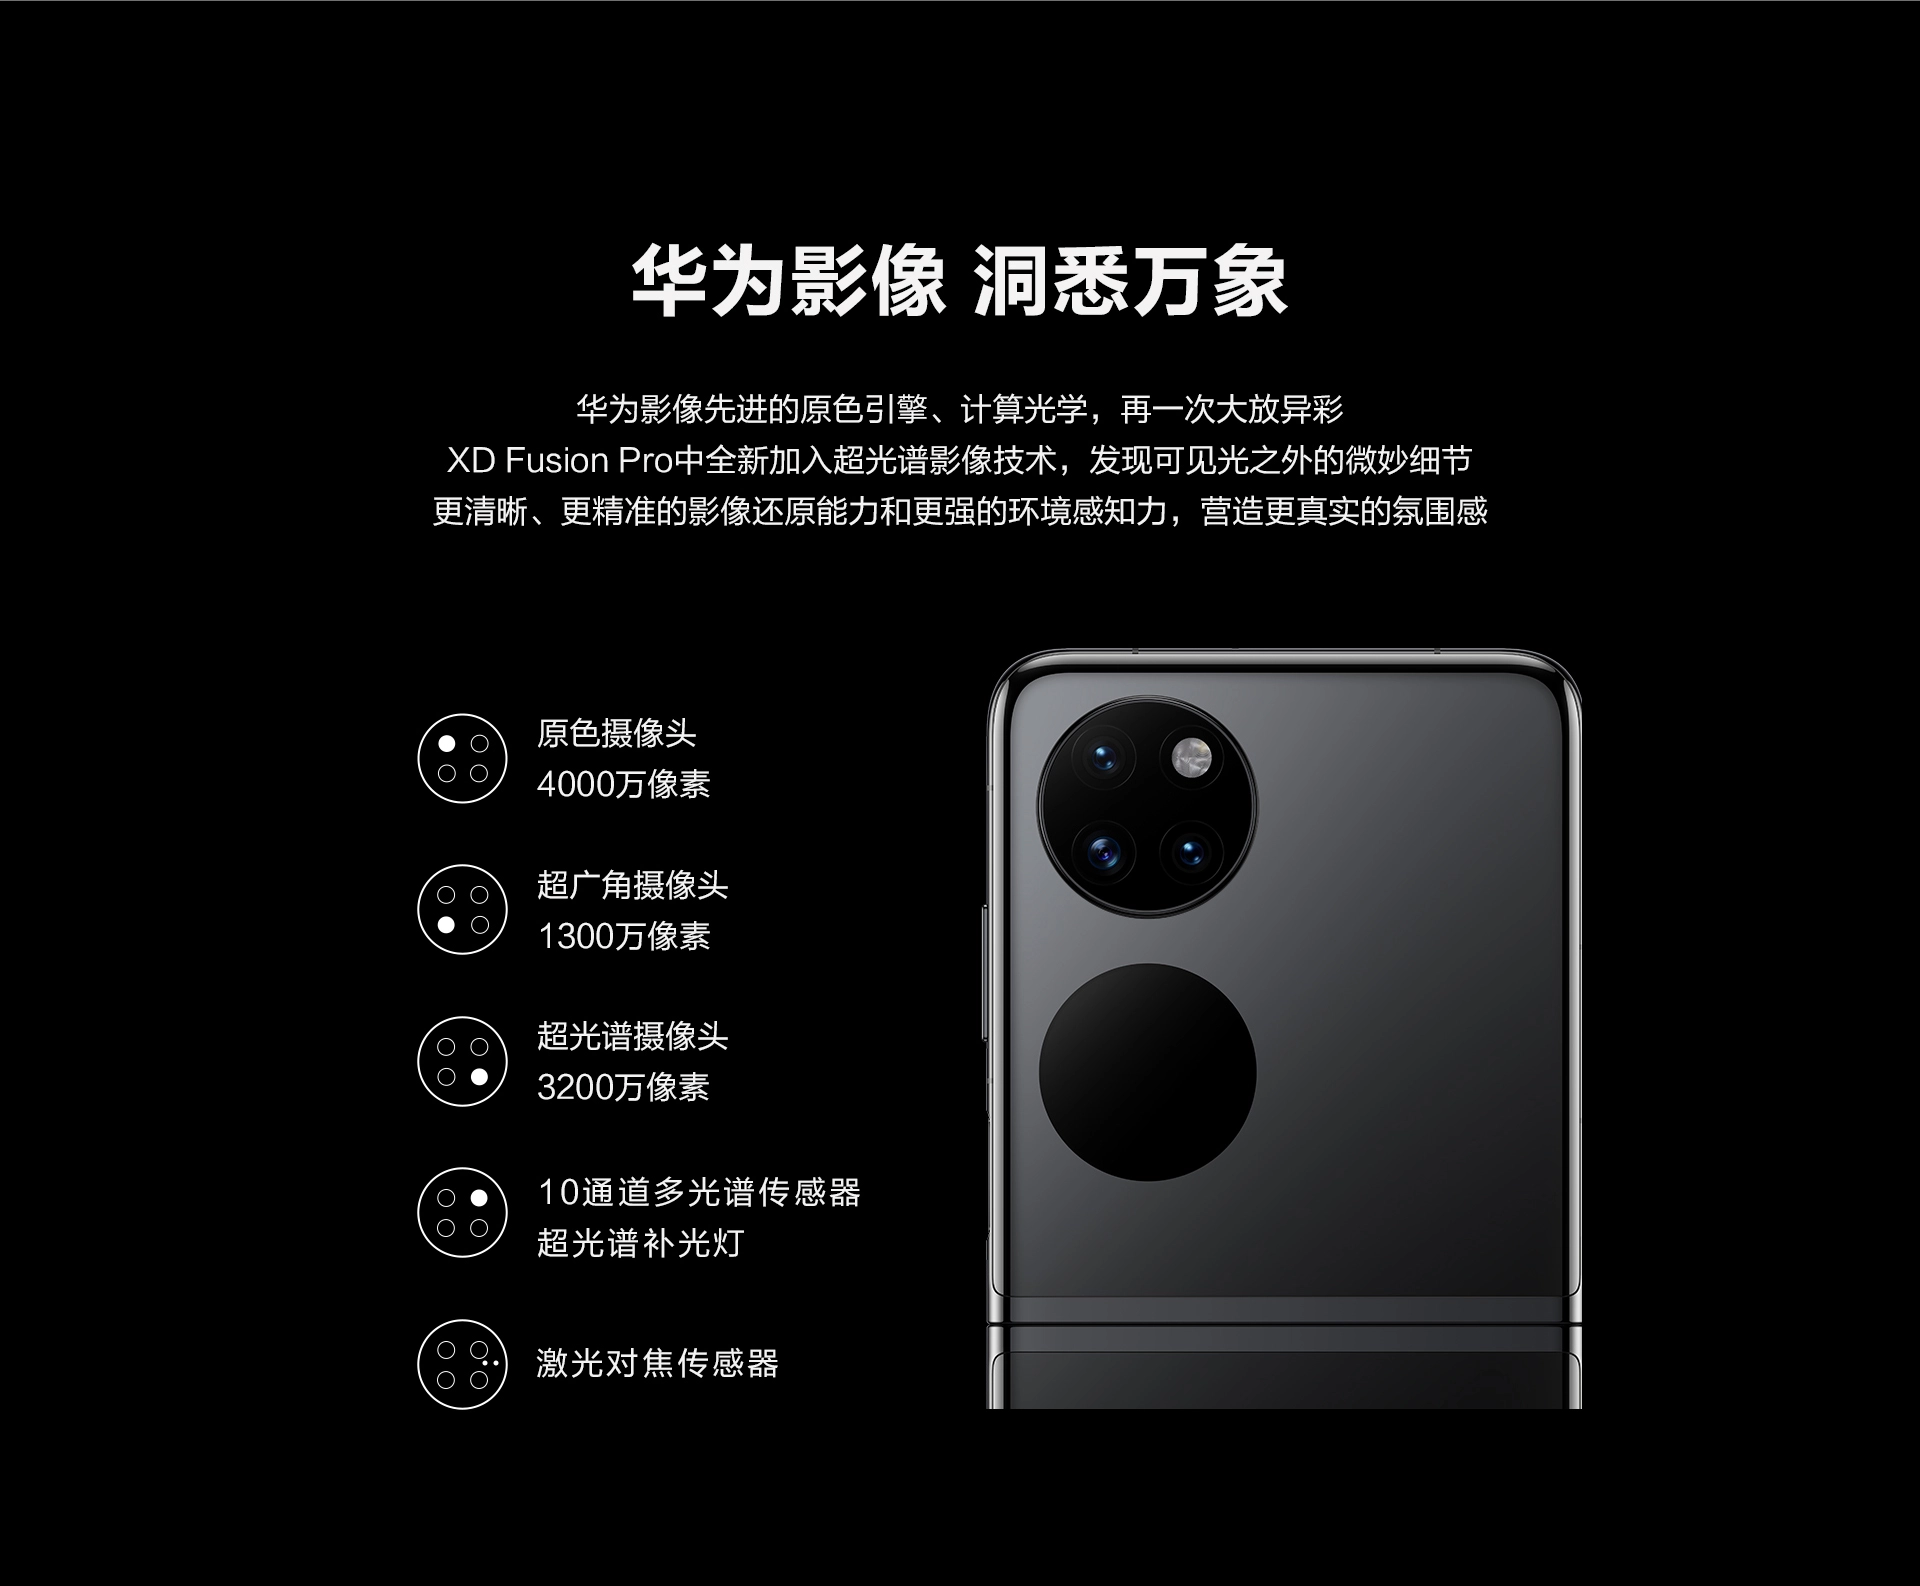 华为影像 洞悉万象
华为影像先进的原色引擎、计算光学，再一次大放异彩
XD Fusion Pro中全新加入超光谱影像技术，发现可见光之外的微妙细节
更清晰、更精准的影像还原能力和更强的环境感知力，营造更真实的氛围感
原色摄像头
4000万像素
超广角摄像头
1300万像素
超光谱摄像头
3200万像素
10通道多光谱传感器
超光谱补光灯
激光对焦传感器